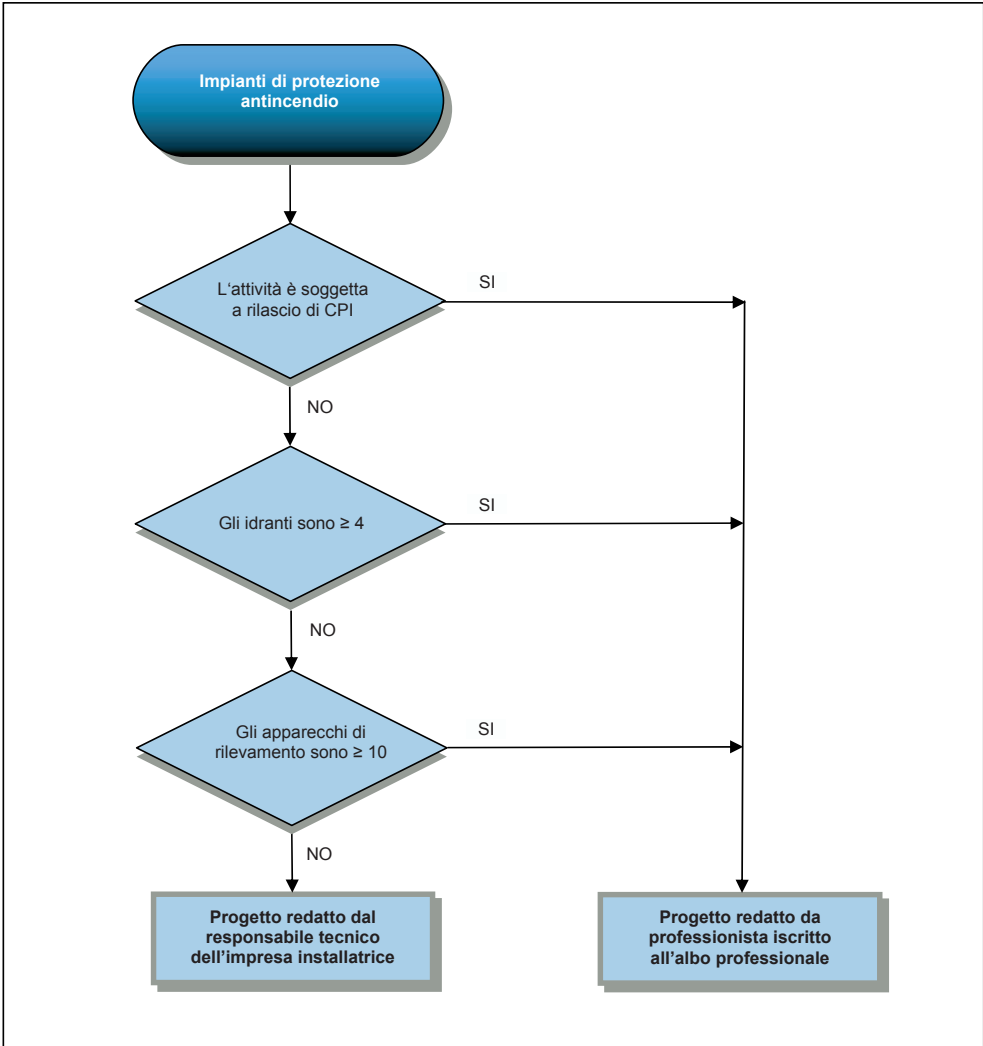 Impianti di protezione
antincendio
L‘attività è soggetta
a rilascio di CPI
SI
NO
Gli idranti sono ≥ 4
SI
NO
Gli apparecchi di
rilevamento sono ≥ 10
SI
NO
Progetto redatto dal
responsabile tecnico
dell’impresa installatrice
Progetto redatto da
professionista iscritto
all’albo professionale